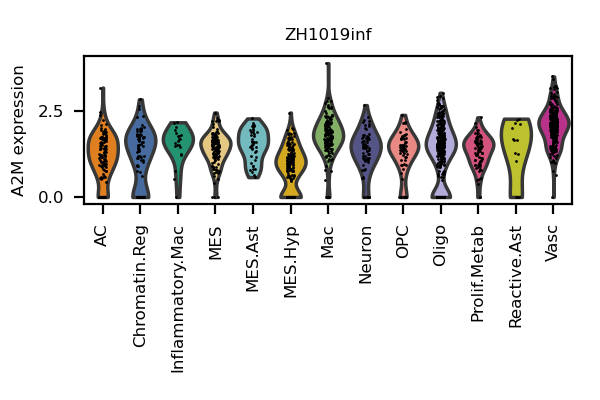 ZH1019inf
A2M expression
2.5
0.0
AC
Chromatin.Reg
Inflammatory.Mac
MES
MES.Ast
MES.Hyp
Mac
Neuron
OPC
Oligo
Prolif.Metab
Reactive.Ast
Vasc